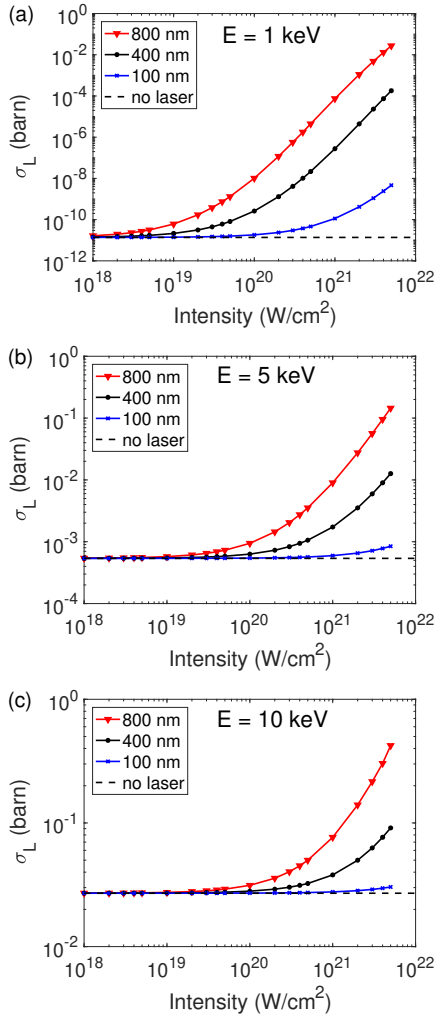 (a)
E = 1 keV
800 nm
400 nm
100 nm
no laser
σ_L (barn)
10^0
10^-2
10^-4
10^-6
10^-8
10^-10
10^-12
10^18 10^19 10^20 10^21 10^22
Intensity (W/cm^2)
(b)
E = 5 keV
800 nm
400 nm
100 nm
no laser
σ_L (barn)
10^0
10^-1
10^-2
10^-3
10^-4
10^18 10^19 10^20 10^21 10^22
Intensity (W/cm^2)
(c)
E = 10 keV
800 nm
400 nm
100 nm
no laser
σ_L (barn)
10^0
10^-1
10^-2
10^18 10^19 10^20 10^21 10^22
Intensity (W/cm^2)